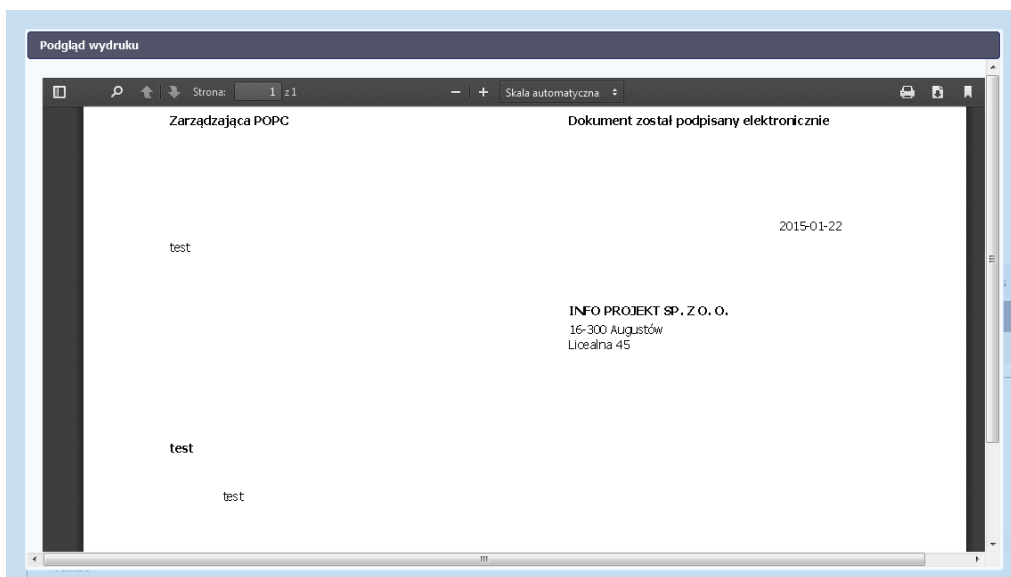 Podgląd wydruku
Strona: 1 z 1 Skala automatyczna
Zarządzająca POPC Dokument został podpisany elektronicznie
2015-01-22
test
INFO PROJEKT SP. Z O. O.
16-300 Augustów
Licealna 45
test
test